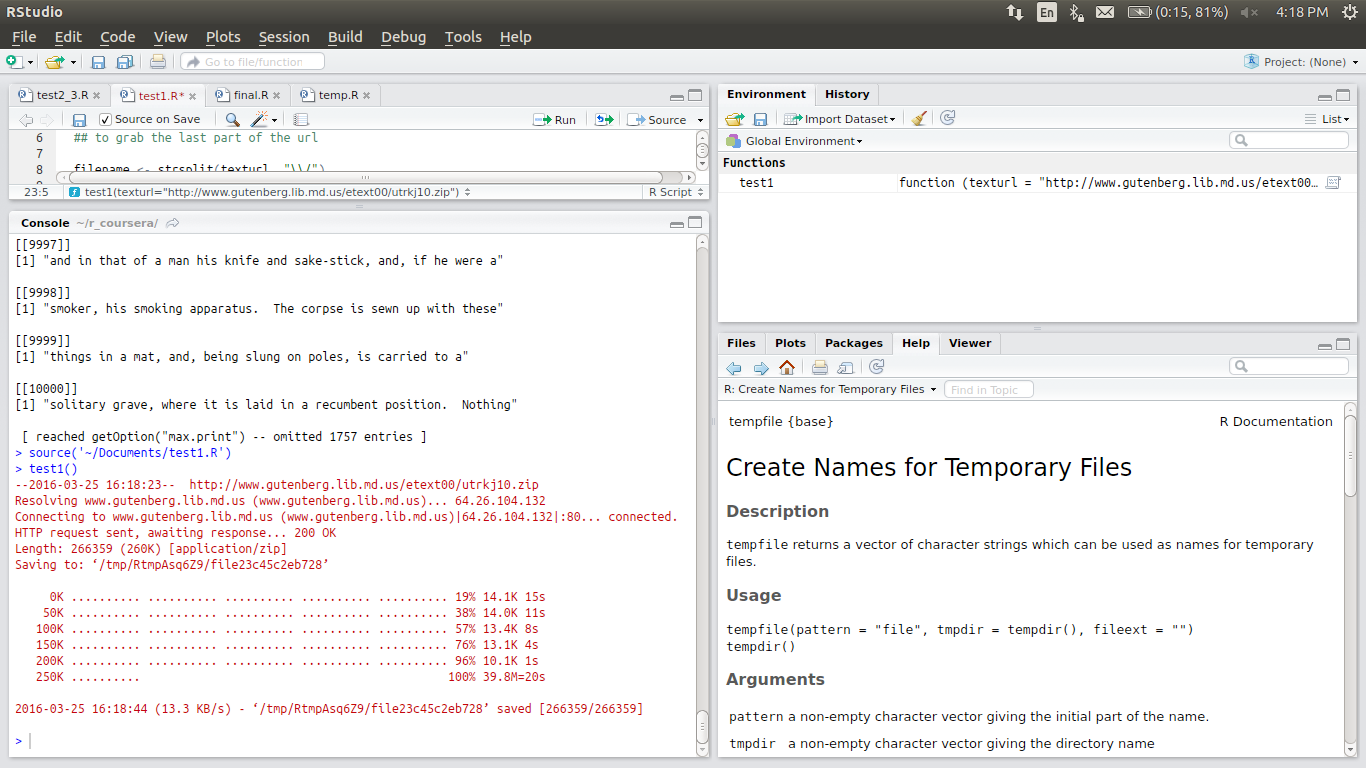 RStudio
En
(0:15, 81%)
4:18 PM
File Edit Code View Plots Session Build Debug Tools Help
Go to file/function
Project: (None)
test2_3.R
test1.R*
final.R
temp.R
Source on Save
Run
Source
6 ## to grab the last part of the url
7
8 filename <- strsplit(texturl, "\\/")
23:5 test1(texturl="http://www.gutenberg.lib.md.us/etext00/utrkj10.zip") R Script
Console ~/r_coursera/
[[9997]]
[1] "and in that of a man his knife and sake-stick, and, if he were a"
[[9998]]
[1] "smoker, his smoking apparatus.  The corpse is sewn up with these"
[[9999]]
[1] "things in a mat, and, being slung on poles, is carried to a"
[[10000]]
[1] "solitary grave, where it is laid in a recumbent position.  Nothing"
[ reached getOption("max.print") -- omitted 1757 entries ]
> source('~/Documents/test1.R')
> test1()
--2016-03-25 16:18:23--  http://www.gutenberg.lib.md.us/etext00/utrkj10.zip
Resolving www.gutenberg.lib.md.us (www.gutenberg.lib.md.us)... 64.26.104.132
Connecting to www.gutenberg.lib.md.us (www.gutenberg.lib.md.us)|64.26.104.132|:80... connected.
HTTP request sent, awaiting response... 200 OK
Length: 266359 (260K) [application/zip]
Saving to: ‘/tmp/RtmpAsq6Z9/file23c45c2eb728’
0K .......... .......... .......... .......... .......... 19% 14.1K 15s
50K .......... .......... .......... .......... .......... 38% 14.0K 11s
100K .......... .......... .......... .......... .......... 57% 13.4K 8s
150K .......... .......... .......... .......... .......... 76% 13.1K 4s
200K .......... .......... .......... .......... .......... 96% 10.1K 1s
250K .......... 100% 39.8M=20s
2016-03-25 16:18:44 (13.3 KB/s) - ‘/tmp/RtmpAsq6Z9/file23c45c2eb728’ saved [266359/266359]
>
Environment History
Import Dataset
List
Global Environment
Functions
test1 function (texturl = "http://www.gutenberg.lib.md.us/etext00…
Files Plots Packages Help Viewer
R: Create Names for Temporary Files
Find in Topic
tempfile {base} R Documentation
Create Names for Temporary Files
Description
tempfile returns a vector of character strings which can be used as names for temporary
files.
Usage
tempfile(pattern = "file", tmpdir = tempdir(), fileext = "")
tempdir()
Arguments
pattern a non-empty character vector giving the initial part of the name.
tmpdir a non-empty character vector giving the directory name